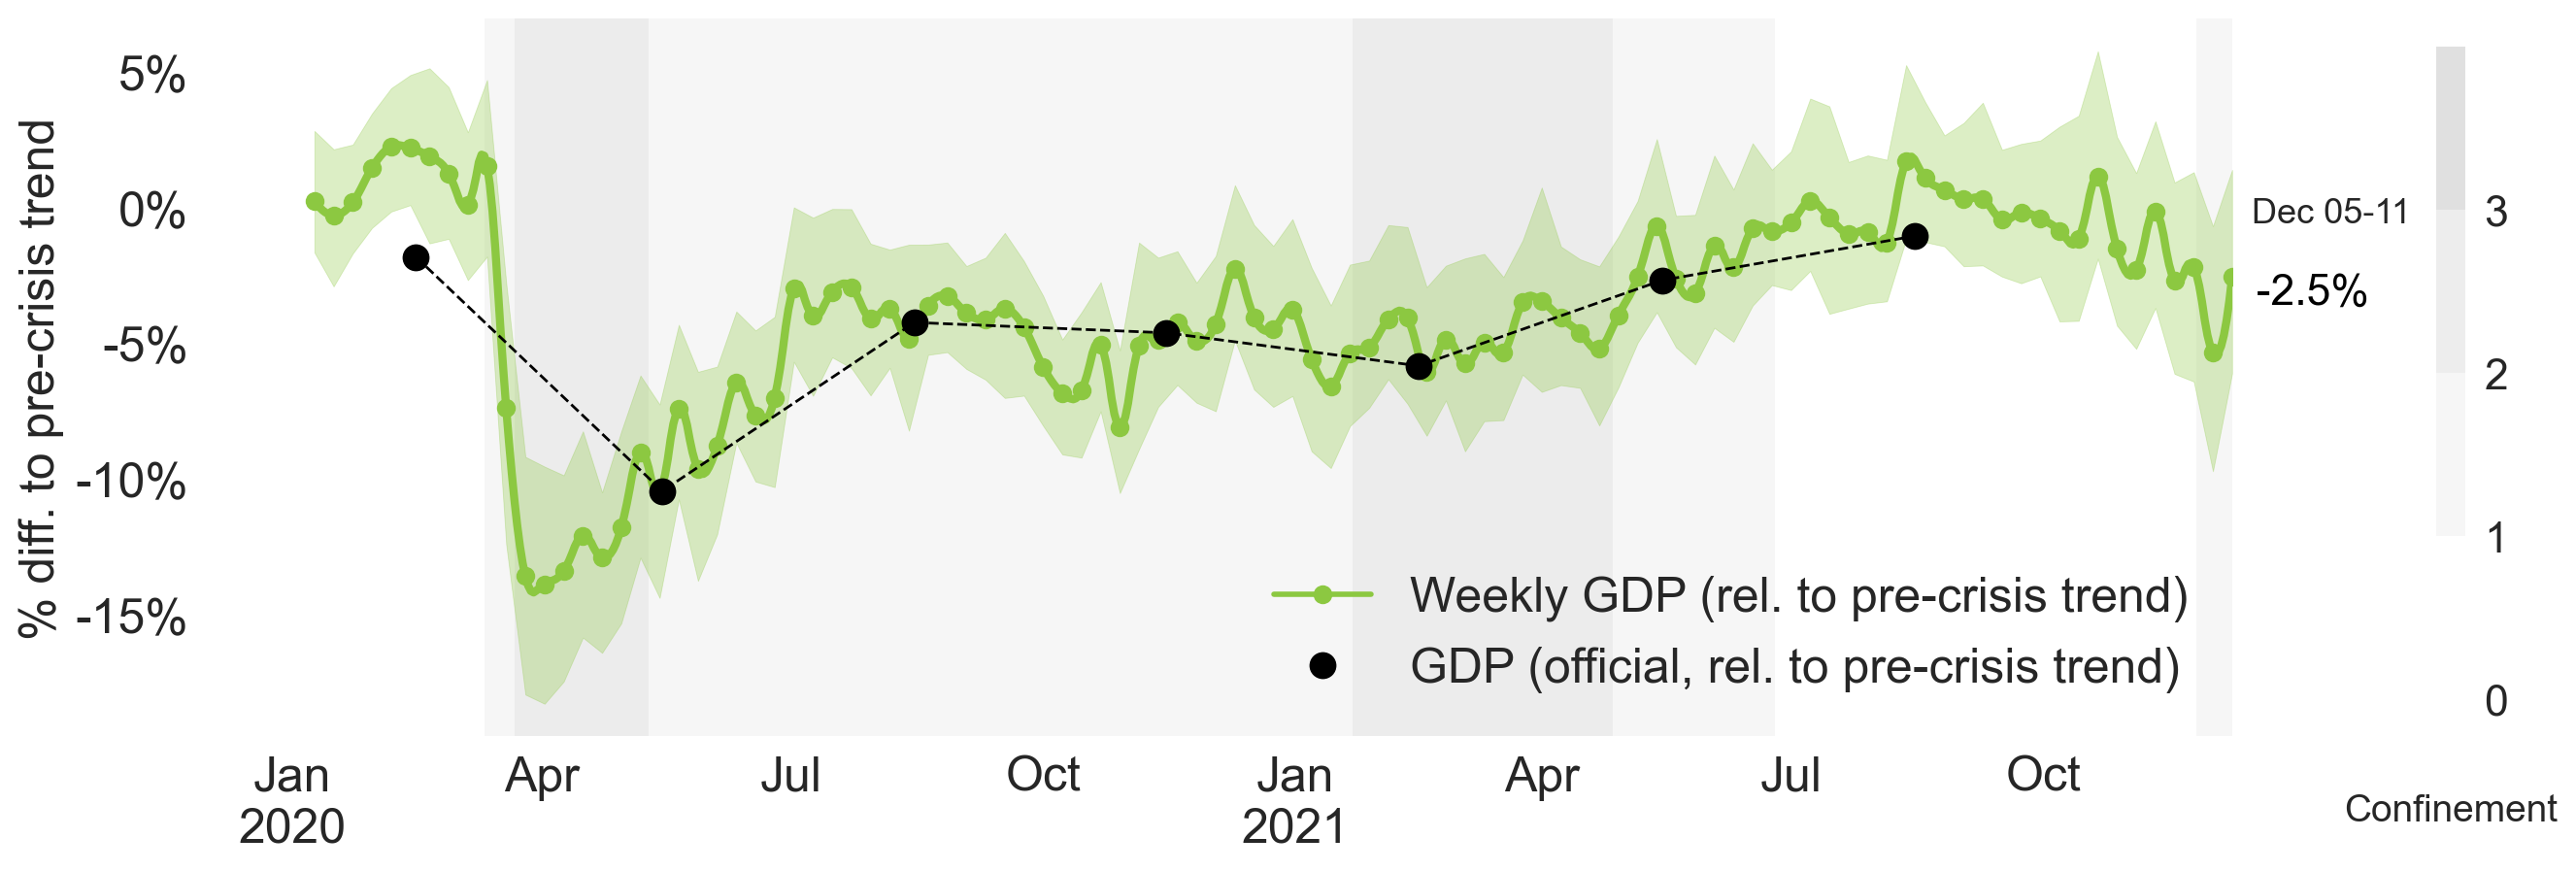 % diff. to pre-crisis trend
5%
0%
-5%
-10%
-15%
Jan
2020
Apr
Jul
Oct
Jan
2021
Apr
Jul
Oct
Weekly GDP (rel. to pre-crisis trend)
GDP (official, rel. to pre-crisis trend)
Dec 05-11
-2.5%
3
2
1
0
Confinement